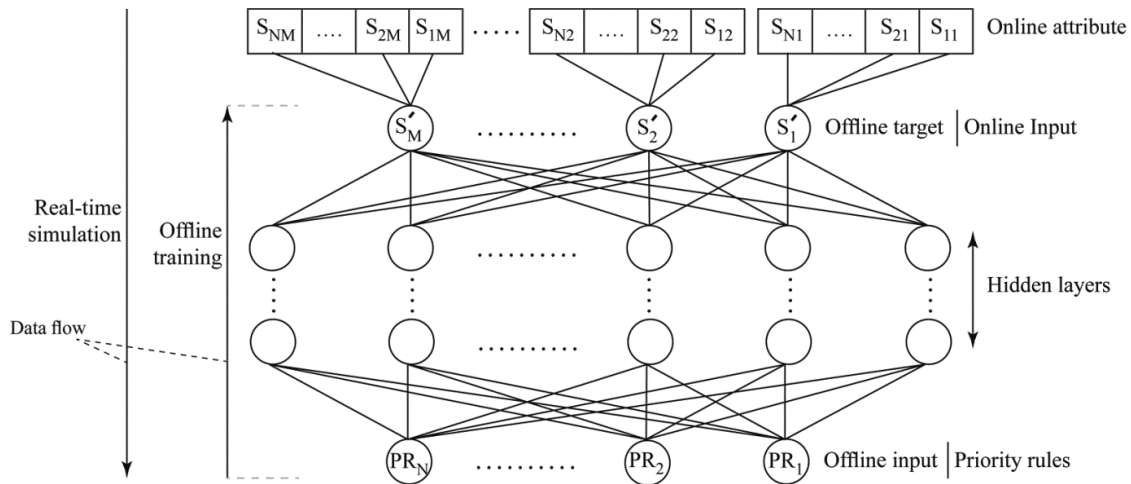 S_NM .... S_2M S_1M ..... S_N2 .... S_22 S_12 S_N1 .... S_21 S_11 Online attribute
S′_M .......... S′_2 S′_1 Offline target | Online Input
Real-time
simulation
Offline
training
..........
Hidden layers
Data flow
..........
PR_N .......... PR_2 PR_1 Offline input | Priority rules